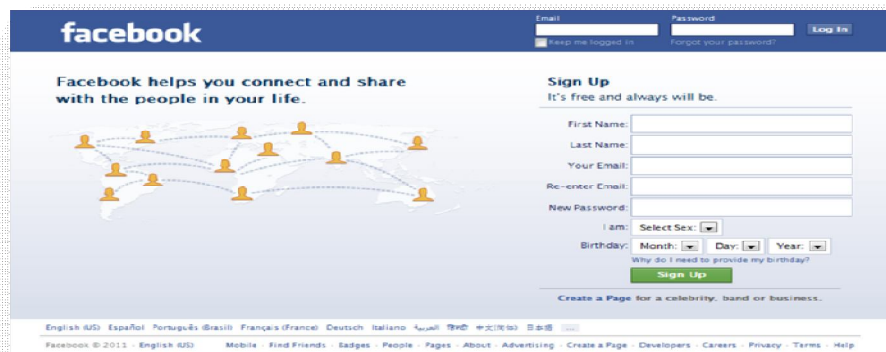 Email Password
facebook Log In
Keep me logged in Forgot your password?
Facebook helps you connect and share
with the people in your life.
Sign Up
It's free and always will be.
First Name:
Last Name:
Your Email:
Re-enter Email:
New Password:
I am: Select Sex:
Birthday: Month: Day: Year:
Why do I need to provide my birthday?
Sign Up
Create a Page for a celebrity, band or business.
English (US) Español Português (Brasil) Français (France) Deutsch Italiano العربية हिन्दी 中文(简体) 日本語 ...
Facebook © 2011 · English (US) Mobile · Find Friends · Badges · People · Pages · About · Advertising · Create a Page · Developers · Careers · Privacy · Terms · Help